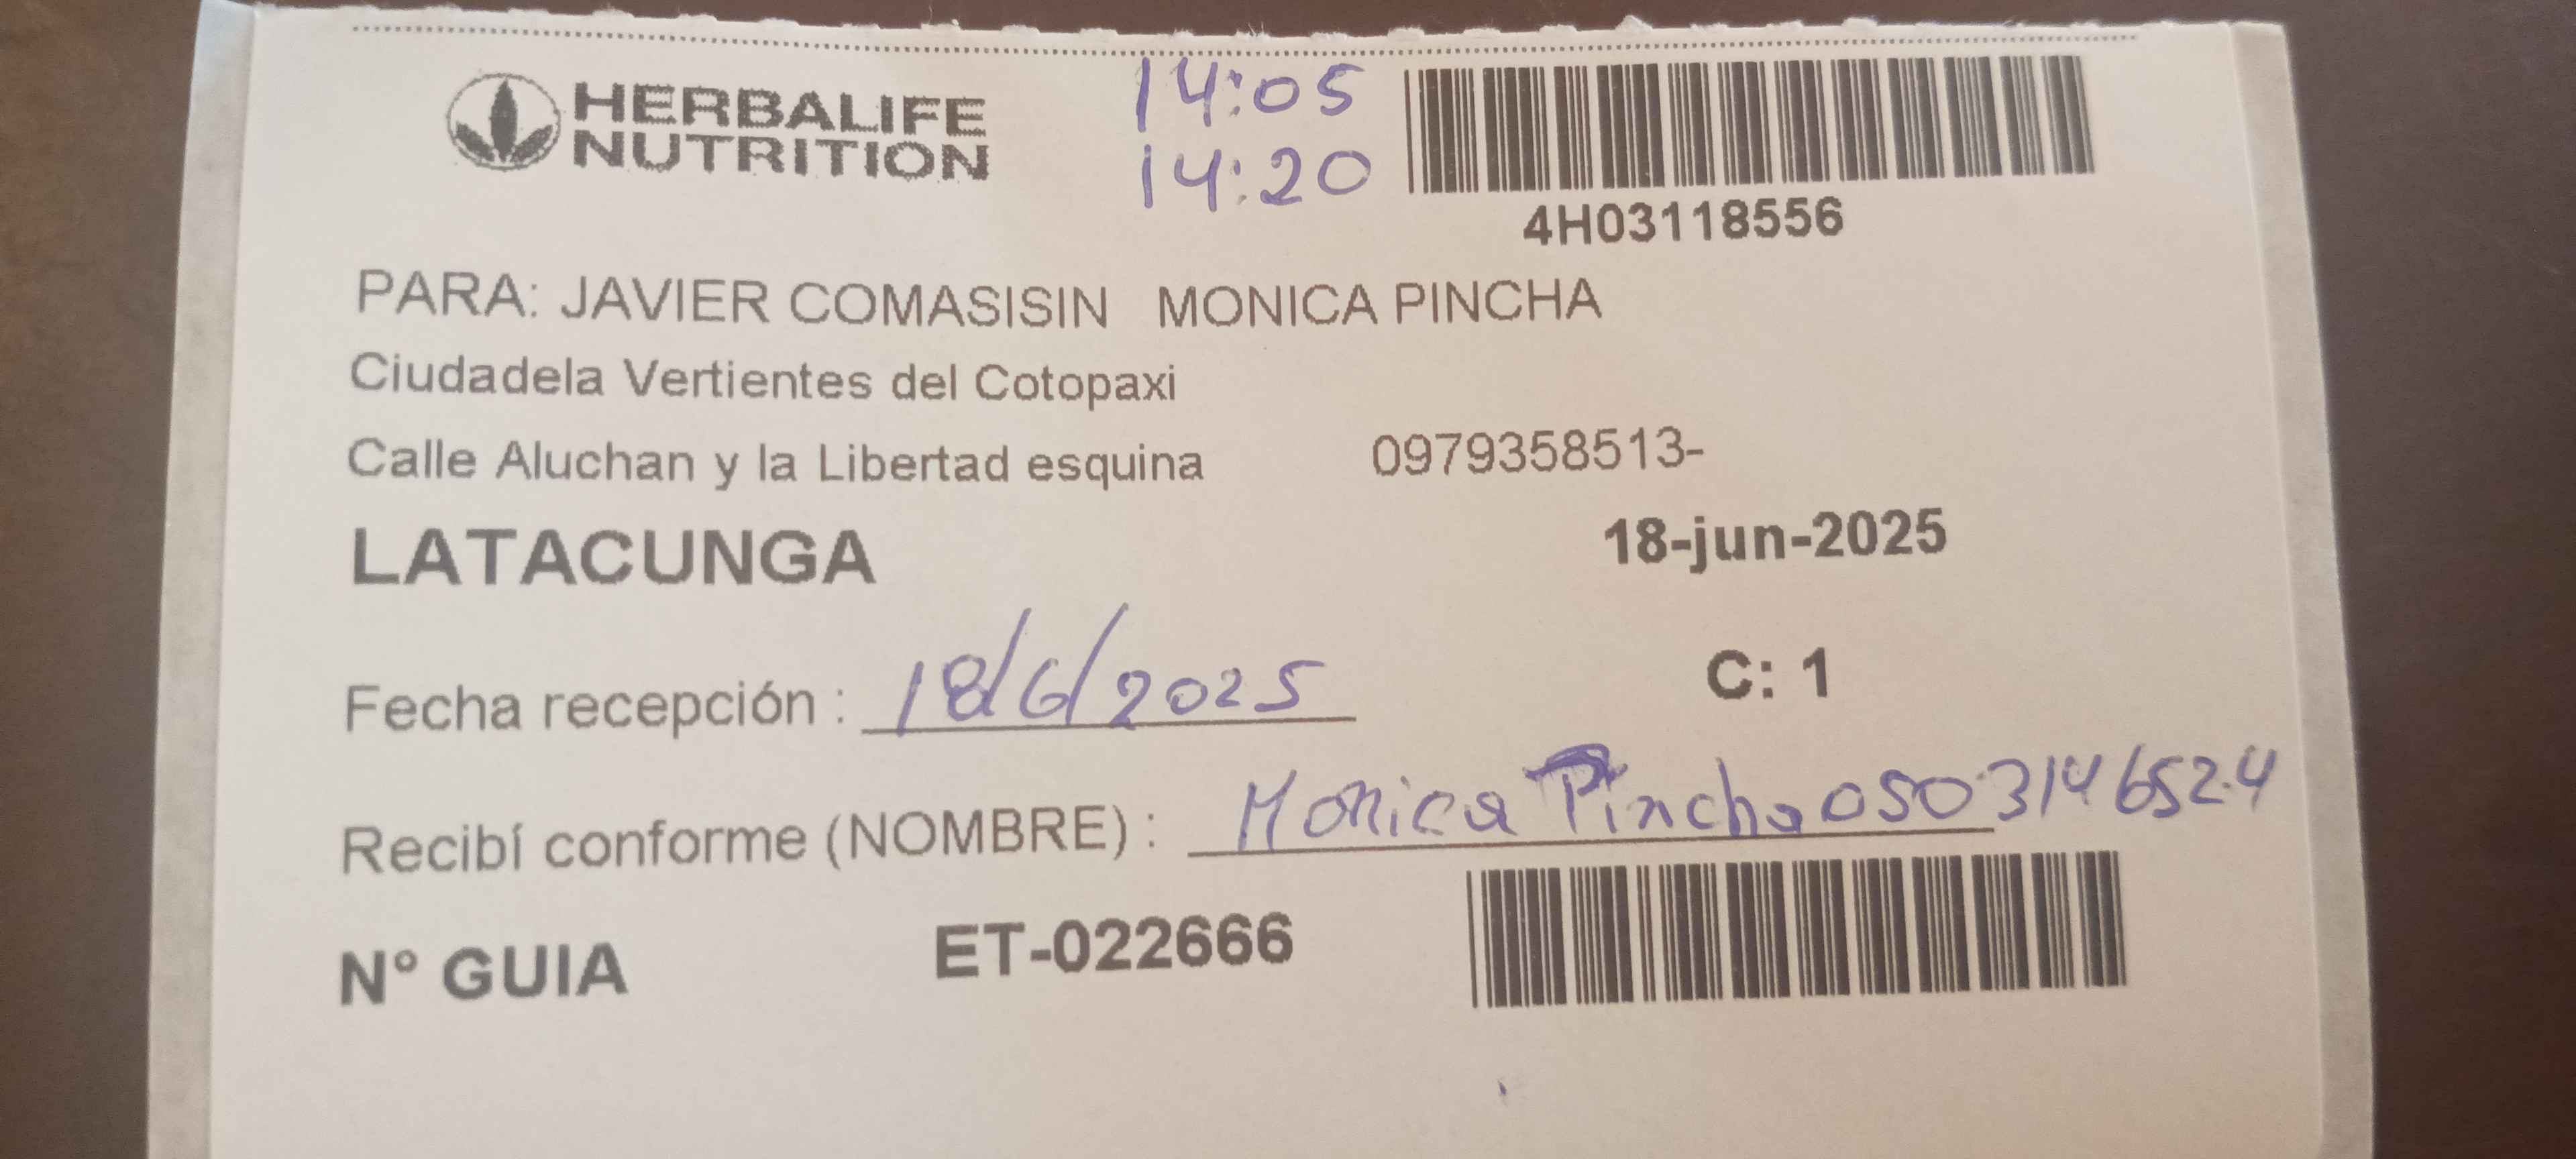 HERBALIFE
NUTRITION
14:05
14:20
4H03118556
PARA: JAVIER COMASISIN MONICA PINCHA
Ciudadela Vertientes del Cotopaxi
Calle Aluchan y la Libertad esquina 0979358513-
LATACUNGA 18-jun-2025
Fecha recepción : 18/6/2025 C: 1
Recibí conforme (NOMBRE) : Monica Pincha 050314652.4
N° GUIA ET-022666